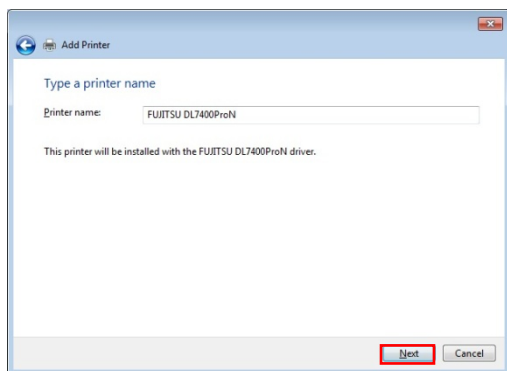 Add Printer
Type a printer name
Printer name: FUJITSU DL7400ProN
This printer will be installed with the FUJITSU DL7400ProN driver.
Next Cancel